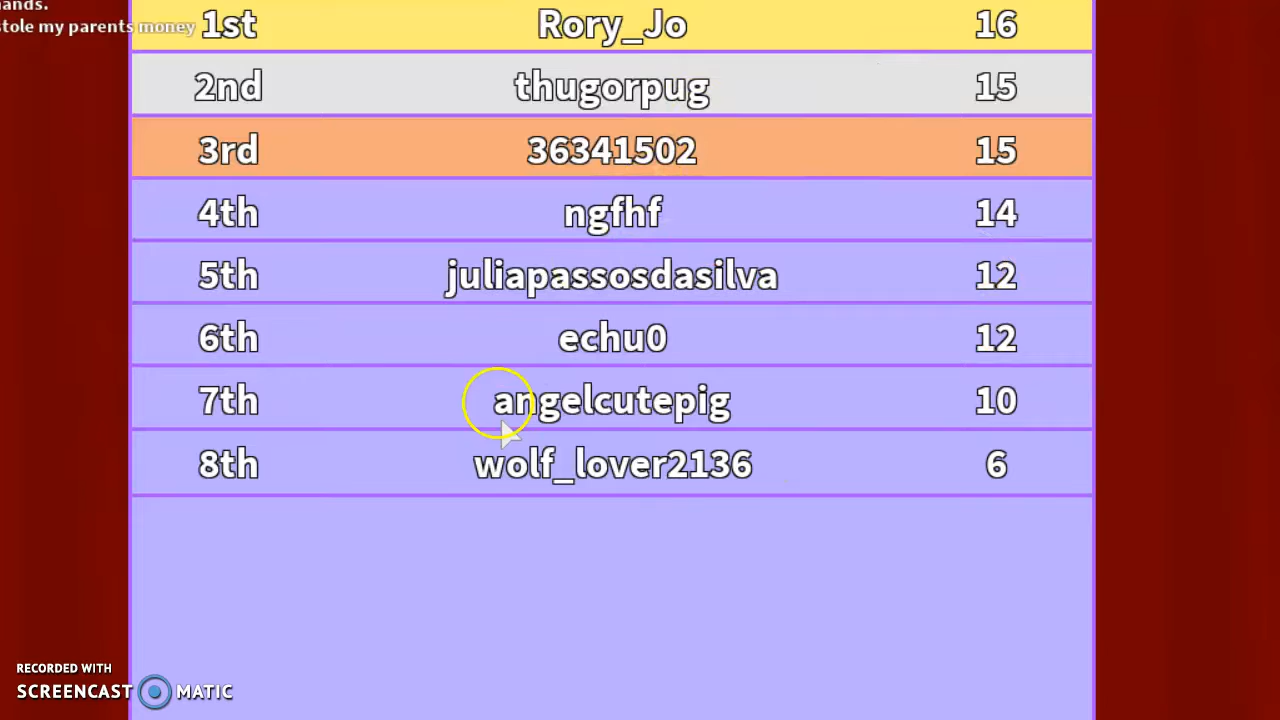 ands.
stole my parents money
1st Rory_Jo 16
2nd thugorpug 15
3rd 36341502 15
4th ngfhf 14
5th juliapassosdasilva 12
6th echu0 12
7th angelcutepig 10
8th wolf_lover2136 6
RECORDED WITH
SCREENCAST MATIC